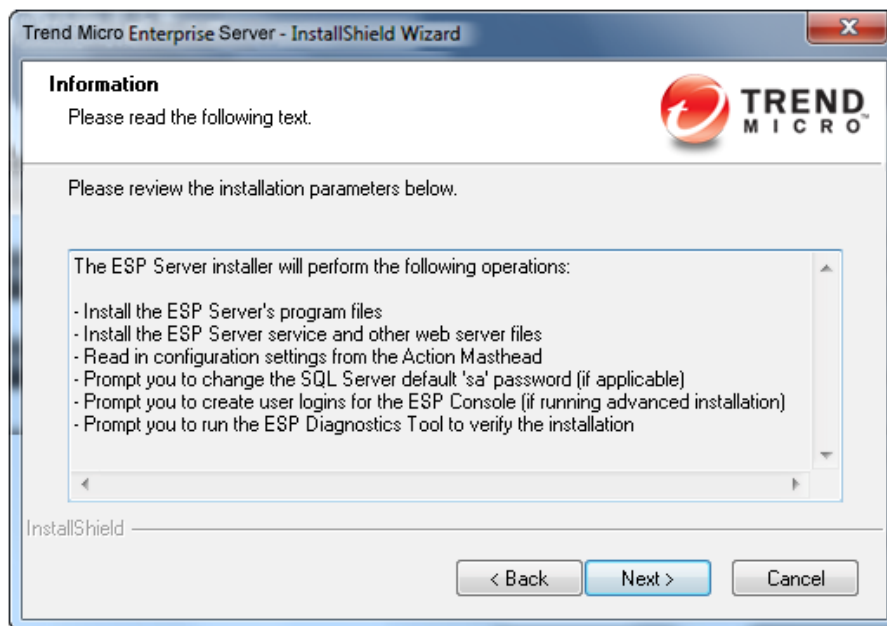 Trend Micro Enterprise Server - InstallShield Wizard
Information
Please read the following text.
TREND
MICRO™
Please review the installation parameters below.
The ESP Server installer will perform the following operations:
- Install the ESP Server's program files
- Install the ESP Server service and other web server files
- Read in configuration settings from the Action Masthead
- Prompt you to change the SQL Server default 'sa' password (if applicable)
- Prompt you to create user logins for the ESP Console (if running advanced installation)
- Prompt you to run the ESP Diagnostics Tool to verify the installation
InstallShield
< Back
Next >
Cancel